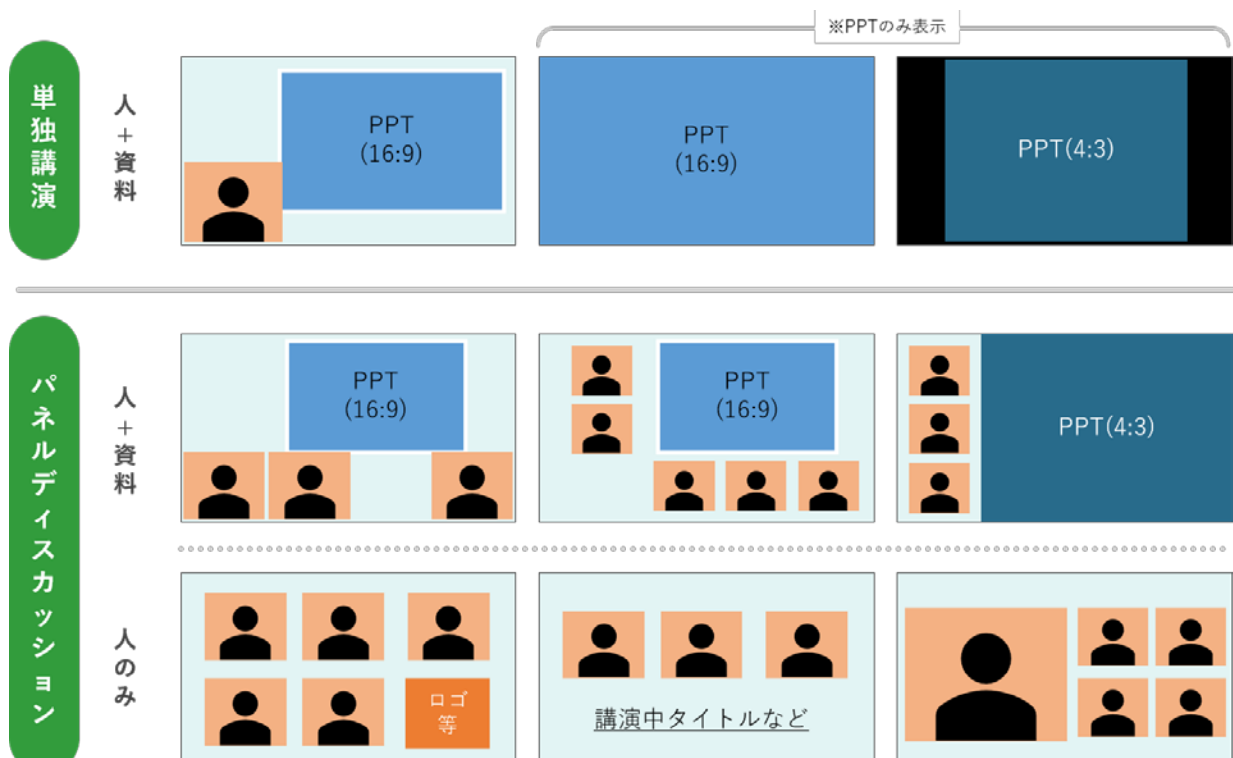 ※PPTのみ表示
単独講演
人+資料
PPT
(16:9)
PPT
(16:9)
PPT(4:3)
パネルディスカッション
人+資料
PPT
(16:9)
PPT
(16:9)
PPT(4:3)
人のみ
ロゴ
等
講演中タイトルなど